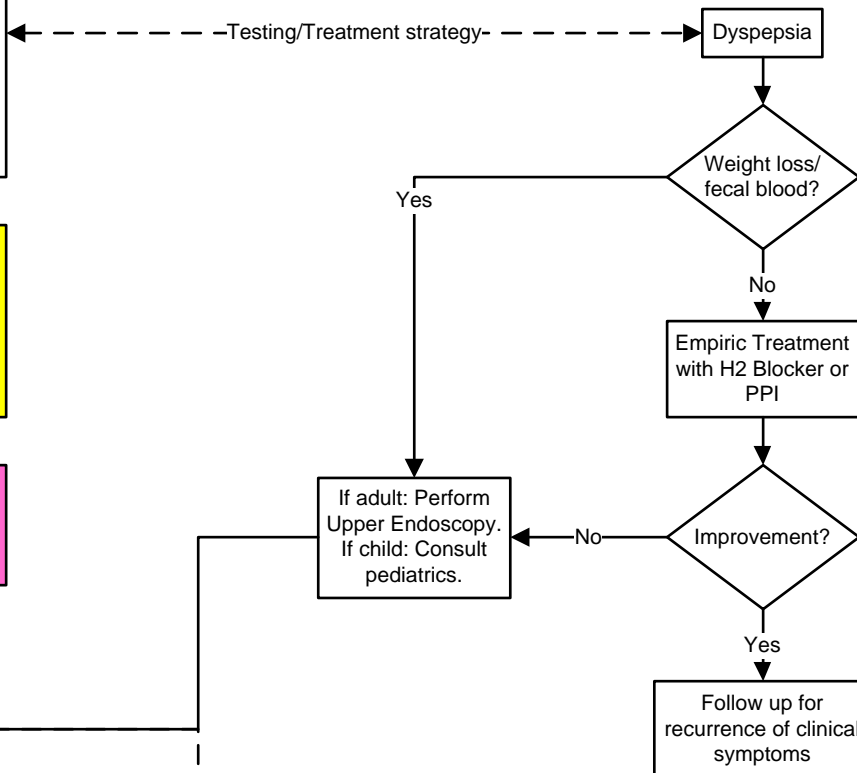 Testing/Treatment strategy
Dyspepsia
Weight loss/
fecal blood?
Yes
No
Empiric Treatment
with H2 Blocker or
PPI
If adult: Perform
Upper Endoscopy.
If child: Consult
pediatrics.
No
Improvement?
Yes
Follow up for
recurrence of clinical
symptoms